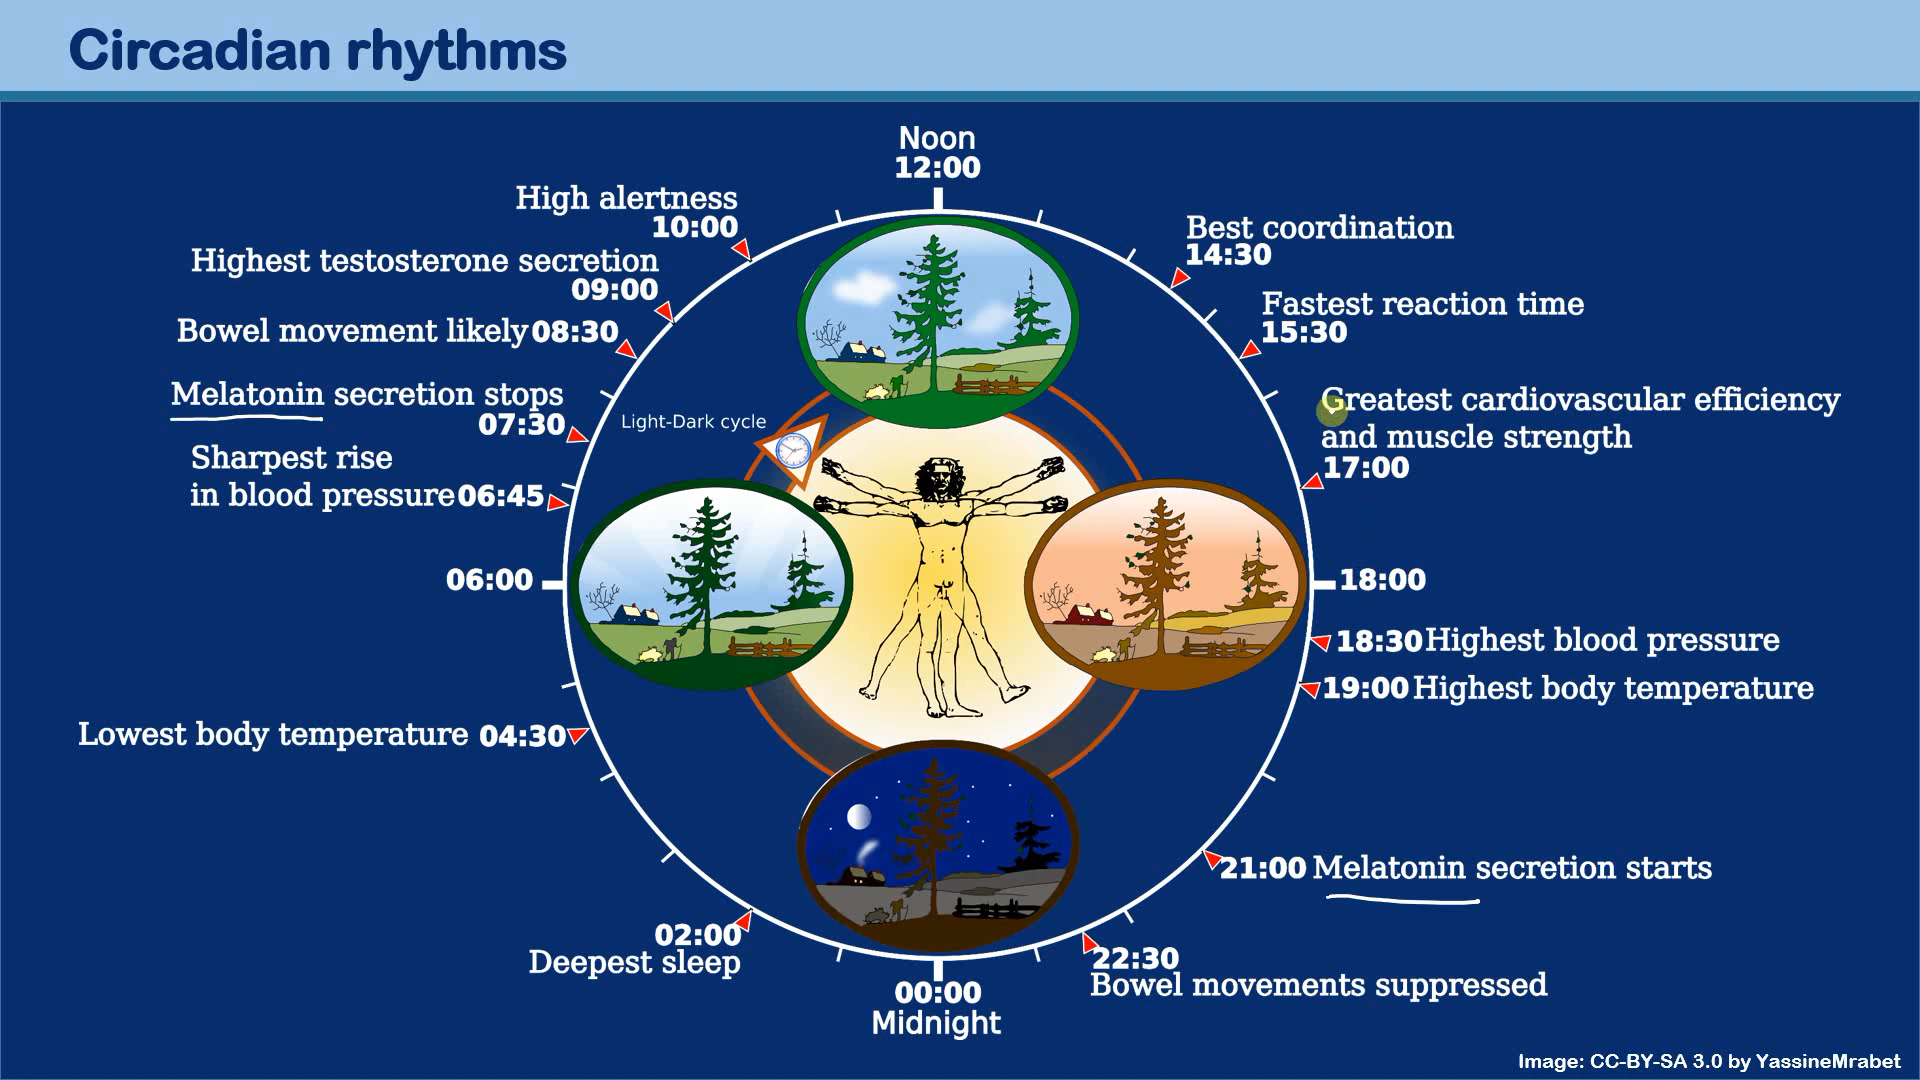 Circadian rhythms
Noon
12:00
High alertness
10:00
Highest testosterone secretion
09:00
Bowel movement likely 08:30
Melatonin secretion stops
07:30
Sharpest rise
in blood pressure 06:45
06:00
Lowest body temperature 04:30
02:00
Deepest sleep
00:00
Midnight
Light-Dark cycle
Best coordination
14:30
Fastest reaction time
15:30
Greatest cardiovascular efficiency
and muscle strength
17:00
18:00
18:30 Highest blood pressure
19:00 Highest body temperature
21:00 Melatonin secretion starts
22:30
Bowel movements suppressed
Image: CC-BY-SA 3.0 by YassineMrabet